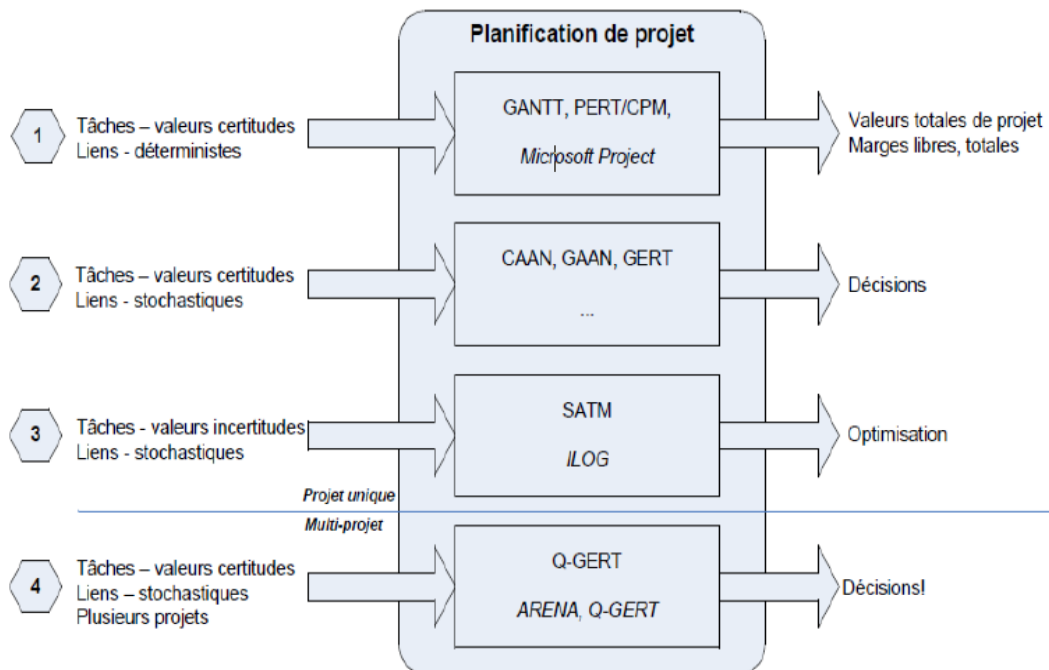 Planification de projet
1
Tâches – valeurs certitudes
Liens - déterministes
GANTT, PERT/CPM,
Microsoft Project
Valeurs totales de projet
Marges libres, totales
2
Tâches – valeurs certitudes
Liens - stochastiques
CAAN, GAAN, GERT
...
Décisions
3
Tâches - valeurs incertitudes
Liens - stochastiques
SATM
ILOG
Optimisation
Projet unique
Multi-projet
4
Tâches – valeurs certitudes
Liens – stochastiques
Plusieurs projets
Q-GERT
ARENA, Q-GERT
Décisions!